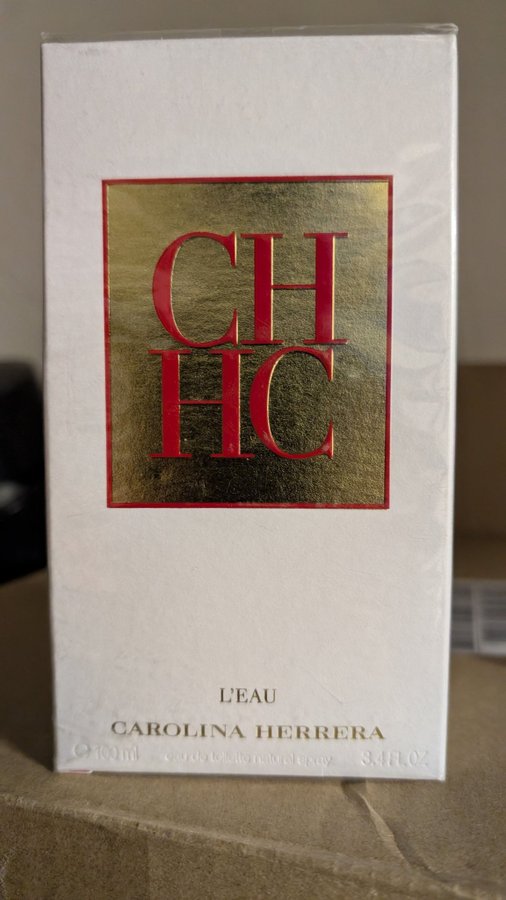 CH
HC
L'EAU
CAROLINA HERRERA
℮ 100 ml eau de toilette natural spray 3.4 FL.OZ